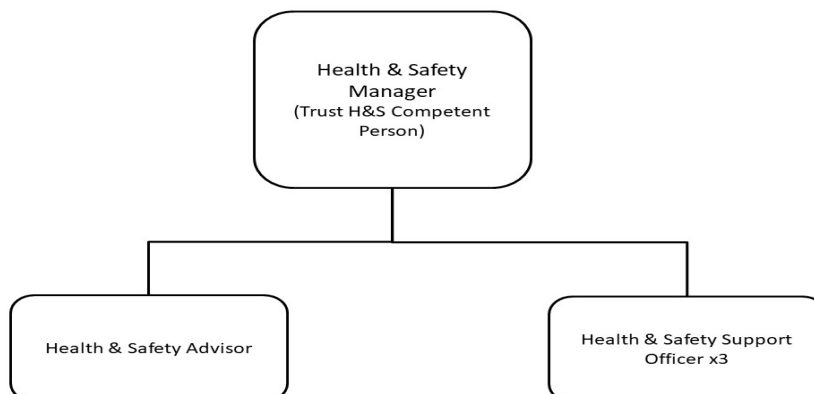 Health & Safety
Manager
(Trust H&S Competent
Person)
Health & Safety Advisor
Health & Safety Support
Officer x3